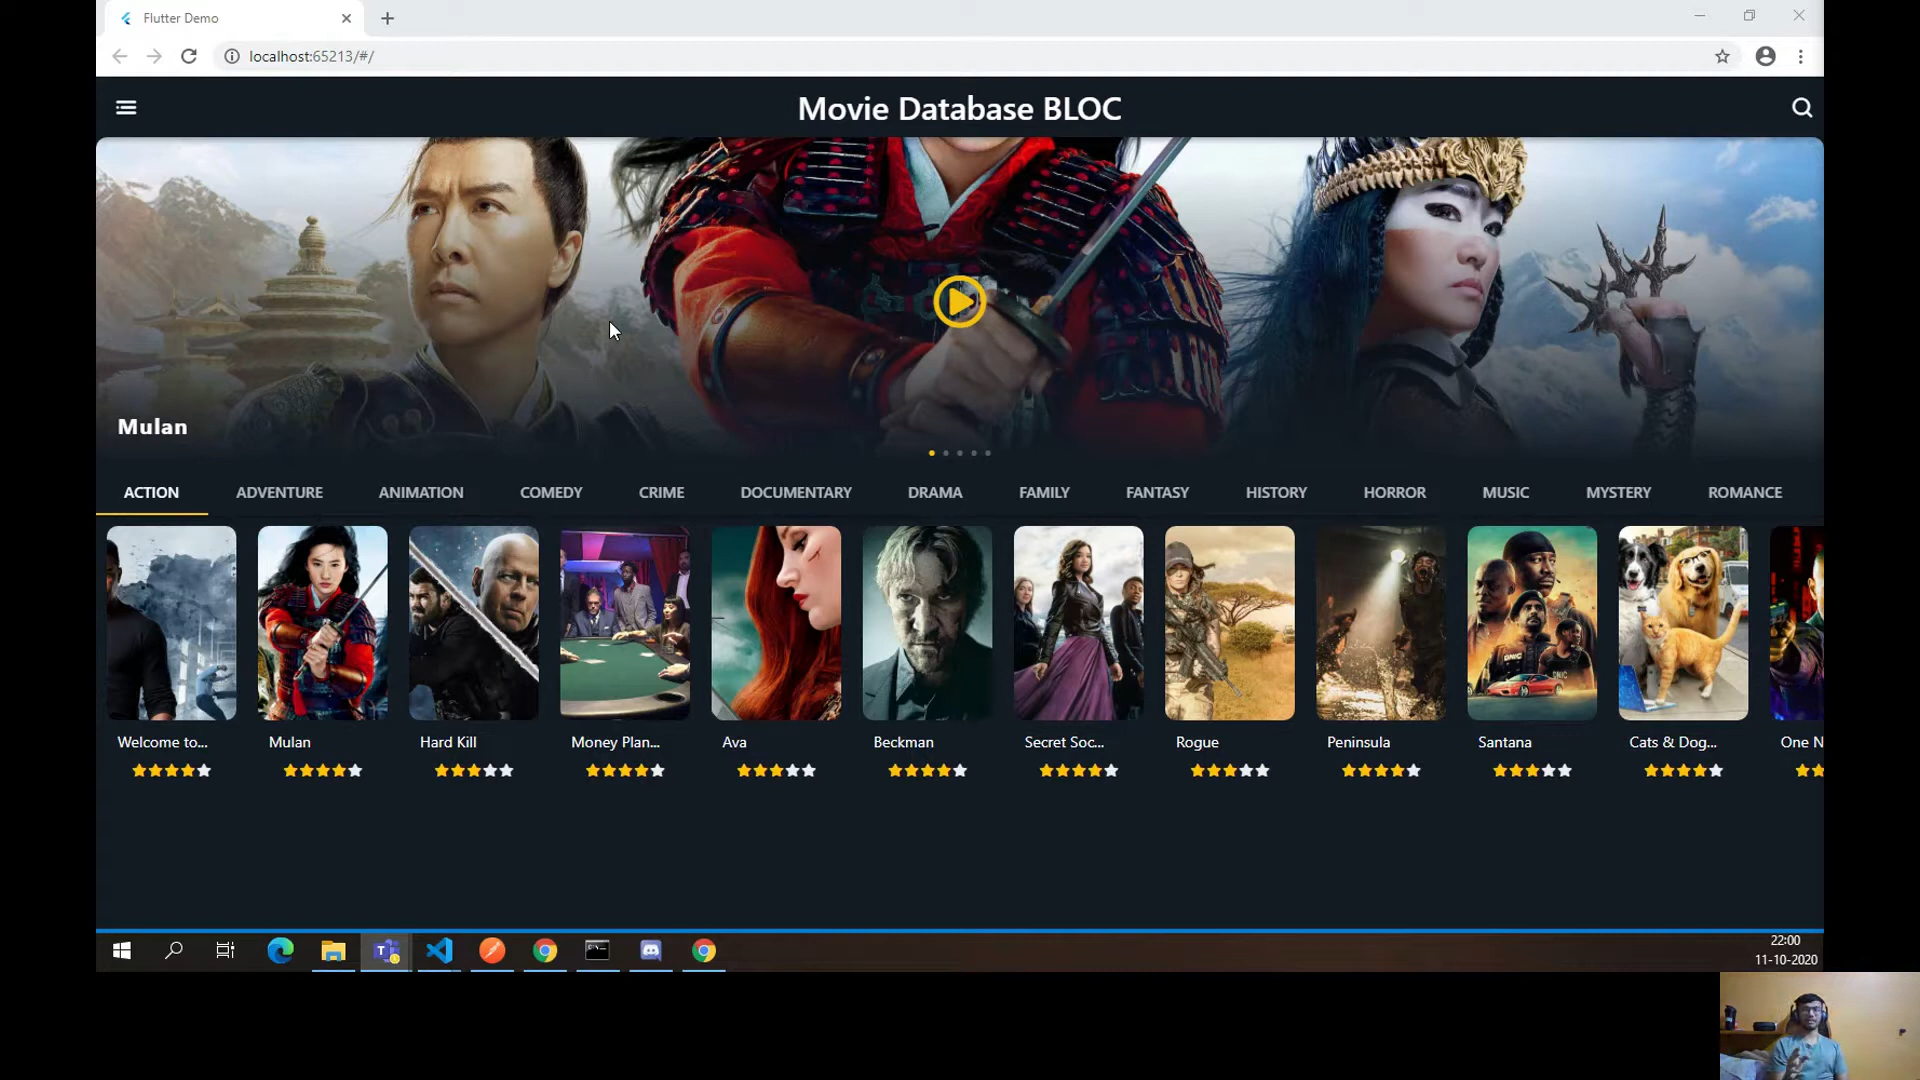 Flutter Demo
localhost:65213/#/
Movie Database BLOC
Mulan
ACTION ADVENTURE ANIMATION COMEDY CRIME DOCUMENTARY DRAMA FAMILY FANTASY HISTORY HORROR MUSIC MYSTERY ROMANCE
Welcome to... Mulan Hard Kill Money Plan... Ava Beckman Secret Soc... Rogue Peninsula Santana Cats & Dog... One N
22:00
11-10-2020